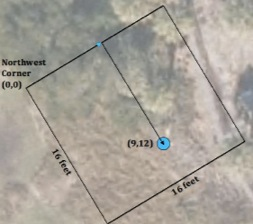 Northwest
Corner
(0,0)
(9,12)
16 feet
16 feet